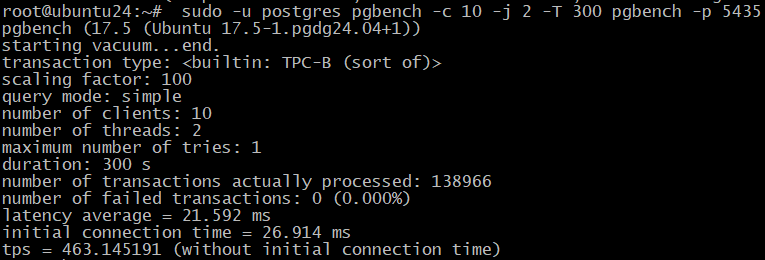 root@ubuntu24:~#  sudo -u postgres pgbench -c 10 -j 2 -T 300 pgbench -p 5435
pgbench (17.5 (Ubuntu 17.5-1.pgdg24.04+1))
starting vacuum...end.
transaction type: <builtin: TPC-B (sort of)>
scaling factor: 100
query mode: simple
number of clients: 10
number of threads: 2
maximum number of tries: 1
duration: 300 s
number of transactions actually processed: 138966
number of failed transactions: 0 (0.000%)
latency average = 21.592 ms
initial connection time = 26.914 ms
tps = 463.145191 (without initial connection time)